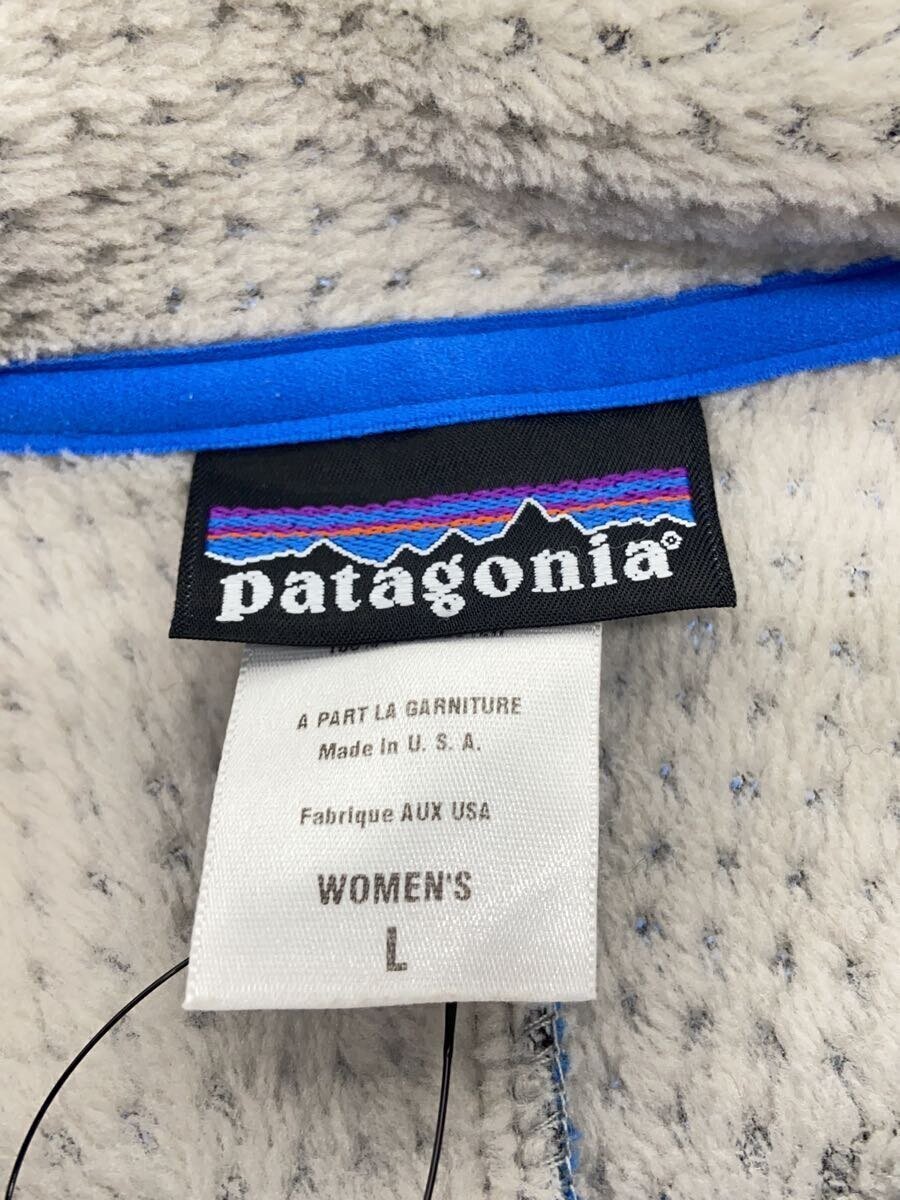 patagonia®
A PART LA GARNITURE
Made In U. S. A.
Fabrique AUX USA
WOMEN'S
L